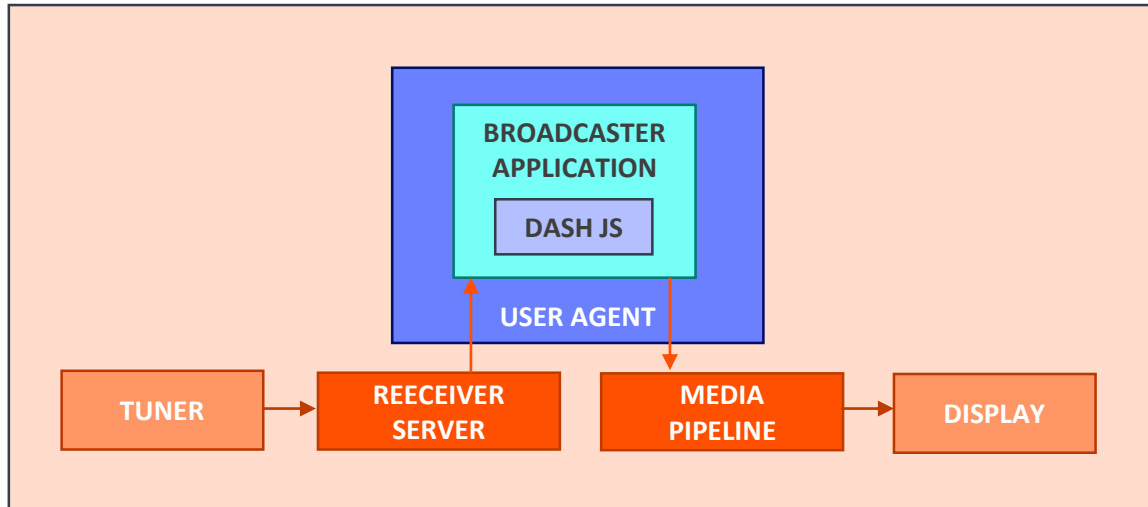 BROADCASTER
APPLICATION
DASH JS
USER AGENT
TUNER
REECEIVER
SERVER
MEDIA
PIPELINE
DISPLAY